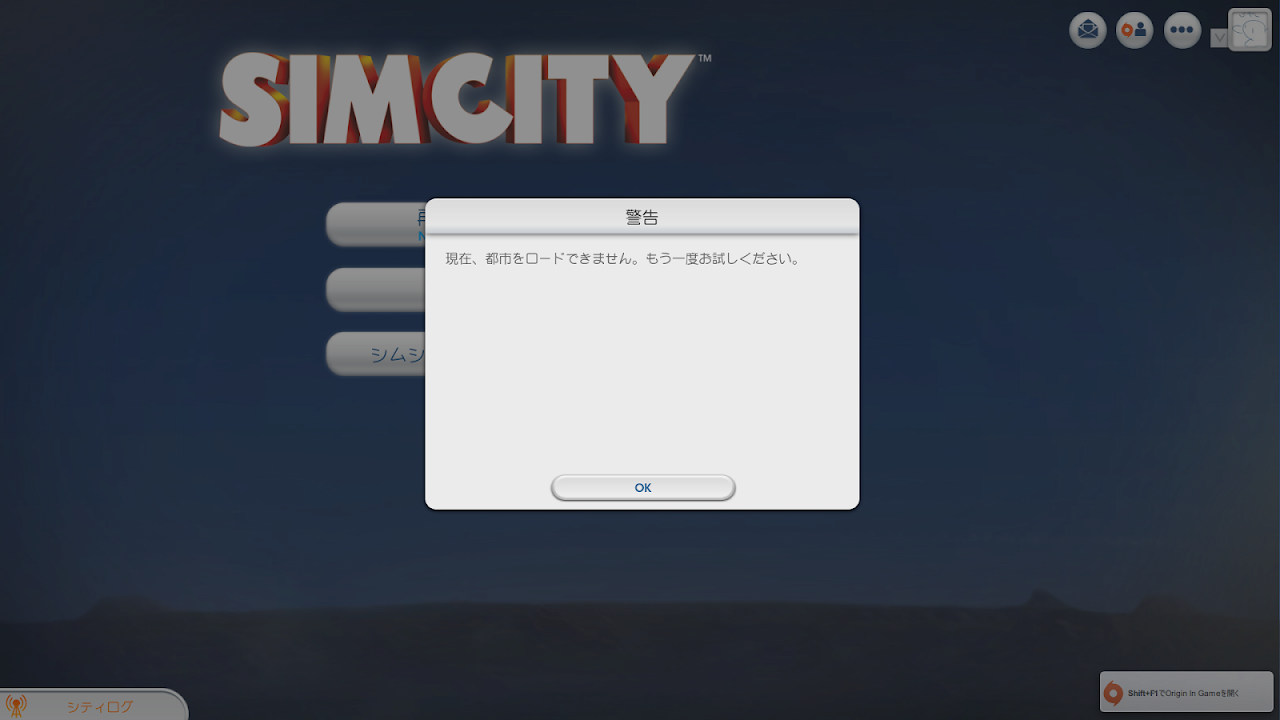 SIMCITY™
警告
現在、都市をロードできません。もう一度お試しください。
シムシ
OK
シティログ
Shift+F1でOrigin In Gameを開く